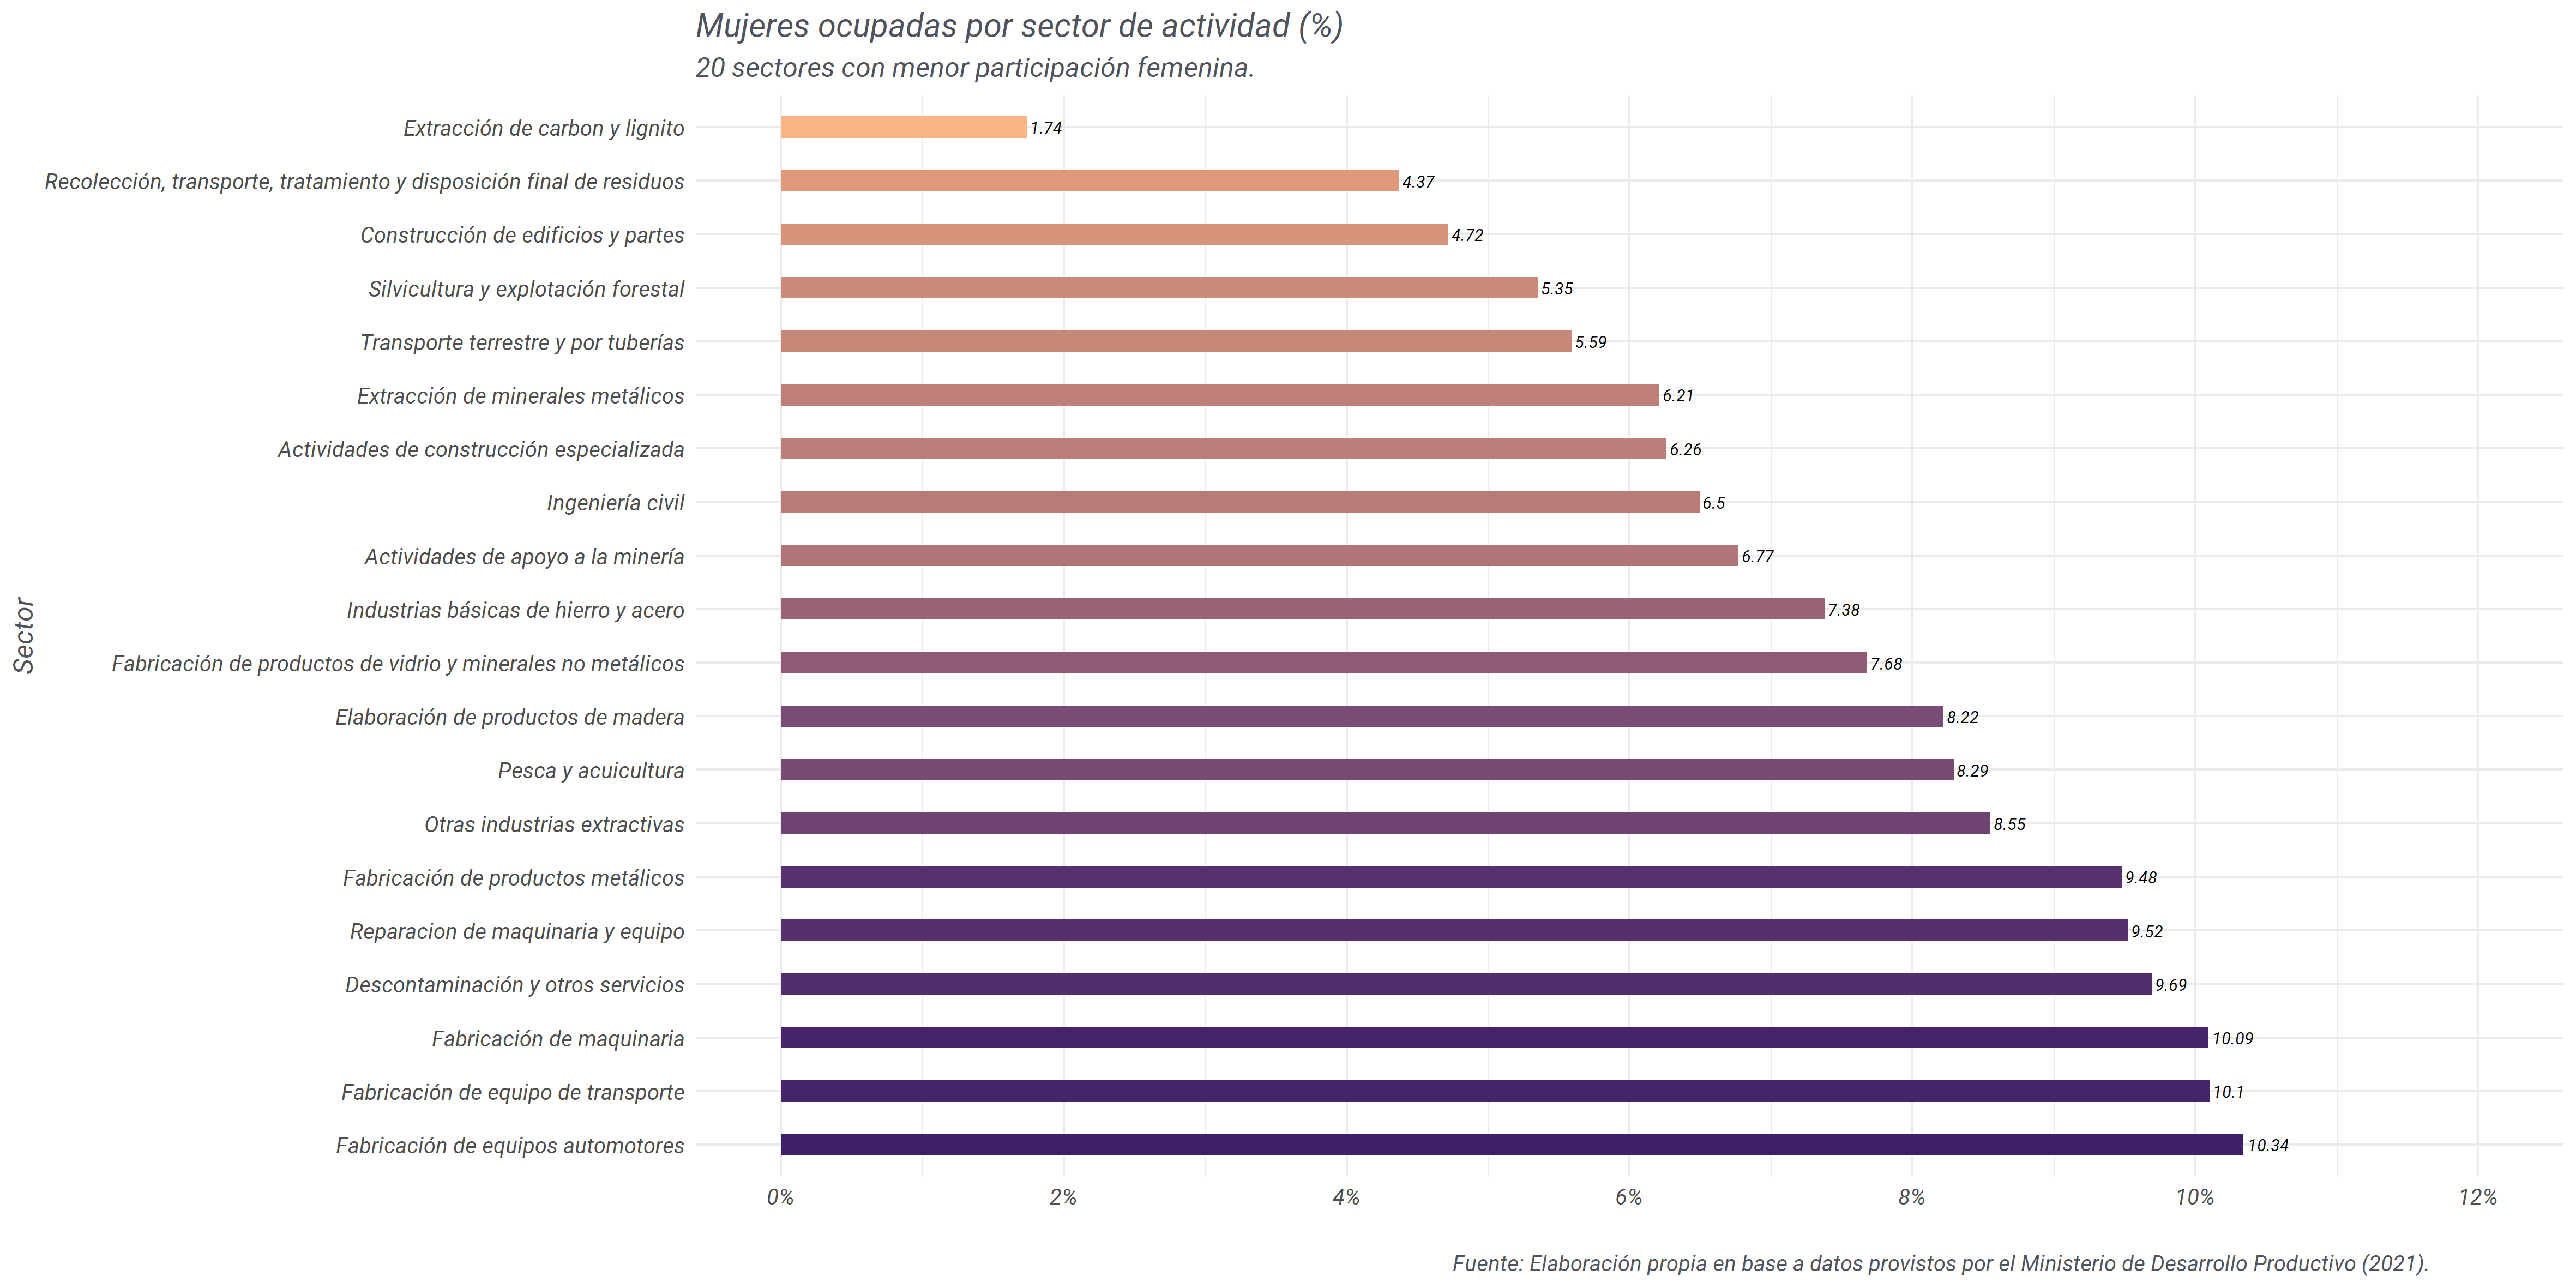 Mujeres ocupadas por sector de actividad (%)
20 sectores con menor participación femenina.
Sector
Extracción de carbon y lignito 1.74
Recolección, transporte, tratamiento y disposición final de residuos 4.37
Construcción de edificios y partes 4.72
Silvicultura y explotación forestal 5.35
Transporte terrestre y por tuberías 5.59
Extracción de minerales metálicos 6.21
Actividades de construcción especializada 6.26
Ingeniería civil 6.5
Actividades de apoyo a la minería 6.77
Industrias básicas de hierro y acero 7.38
Fabricación de productos de vidrio y minerales no metálicos 7.68
Elaboración de productos de madera 8.22
Pesca y acuicultura 8.29
Otras industrias extractivas 8.55
Fabricación de productos metálicos 9.48
Reparacion de maquinaria y equipo 9.52
Descontaminación y otros servicios 9.69
Fabricación de maquinaria 10.09
Fabricación de equipo de transporte 10.1
Fabricación de equipos automotores 10.34
0% 2% 4% 6% 8% 10% 12%
Fuente: Elaboración propia en base a datos provistos por el Ministerio de Desarrollo Productivo (2021).